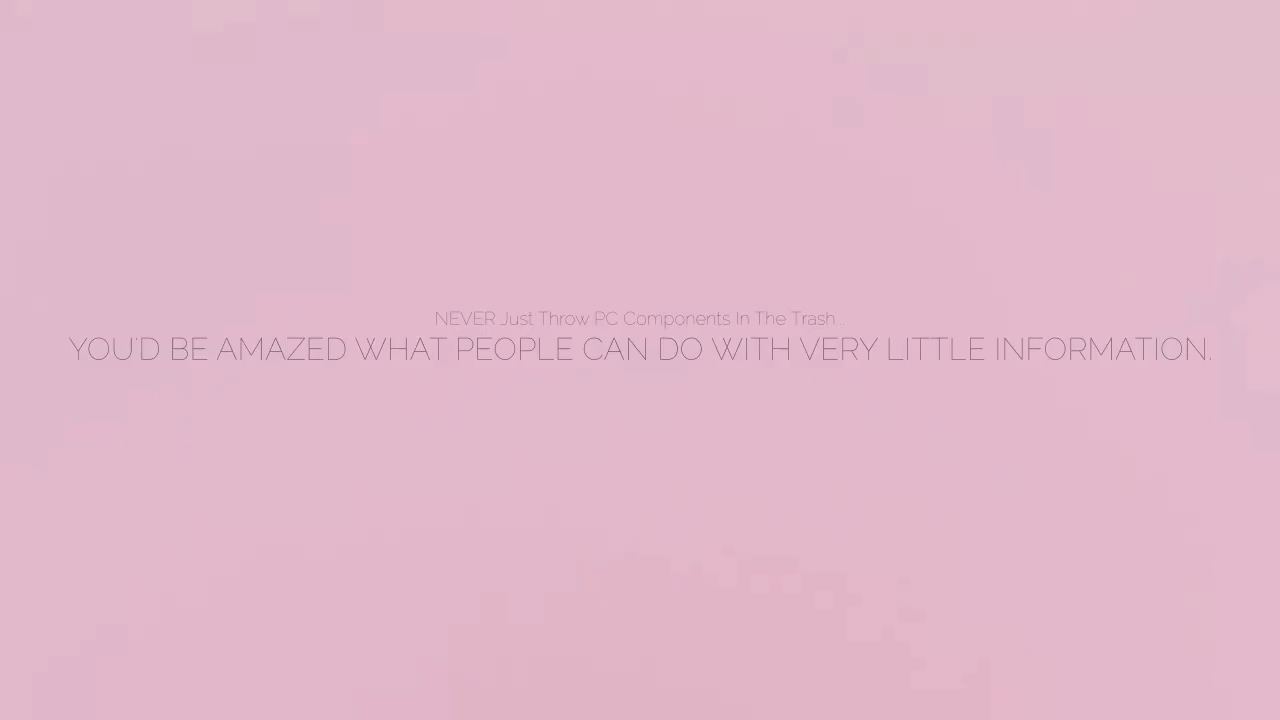 NEVER Just Throw PC Components In The Trash...
YOU'D BE AMAZED WHAT PEOPLE CAN DO WITH VERY LITTLE INFORMATION.